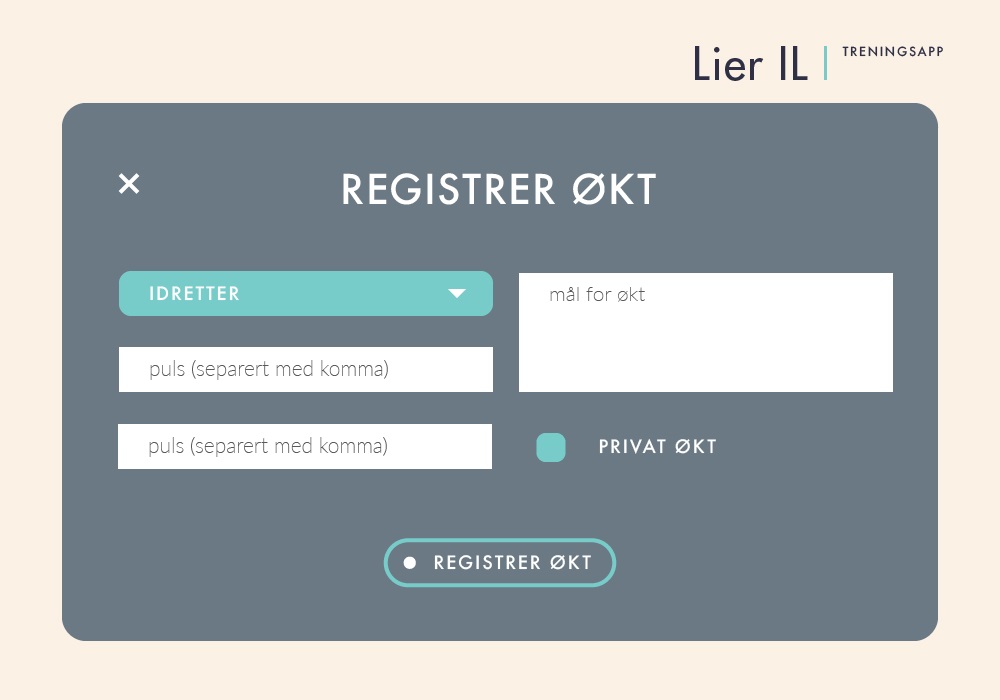 Lier IL
TRENINGSAPP
REGISTRER ØKT
IDRETTER
mål for økt
puls (separert med komma)
puls (separert med komma)
PRIVAT ØKT
REGISTRER ØKT